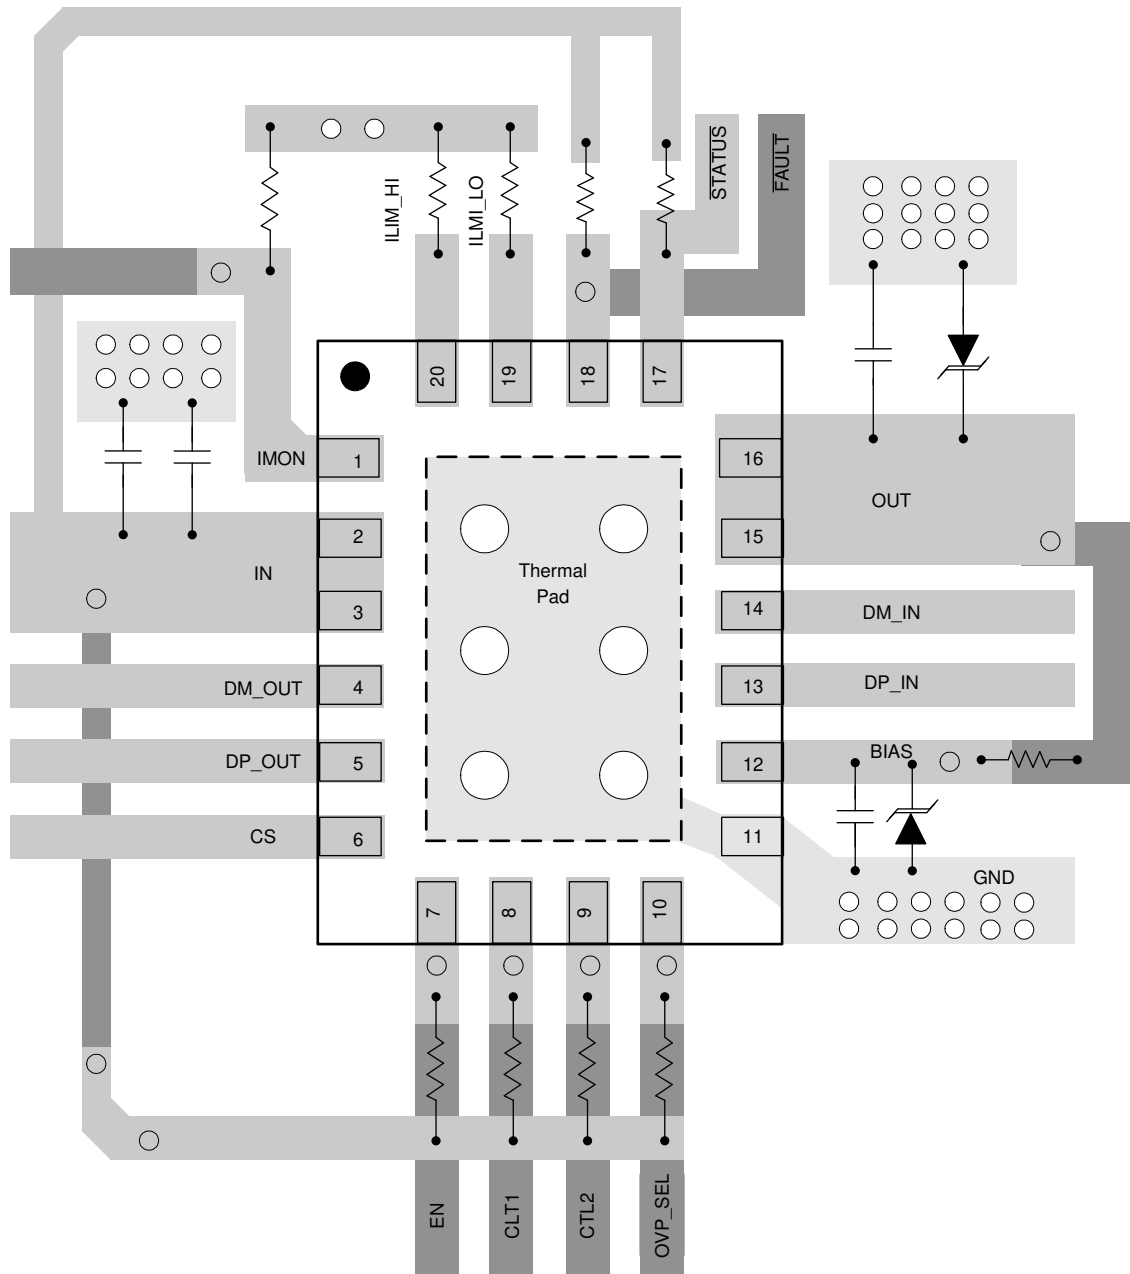 STATUS
FAULT
ILIM_HI
ILMI_LO
20
19
18
17
IMON
1
16
OUT
2
15
IN
Thermal
Pad
3
14
DM_IN
DM_OUT
4
13
DP_IN
DP_OUT
5
12
BIAS
CS
6
11
GND
7
8
9
10
EN
CLT1
CTL2
OVP_SEL